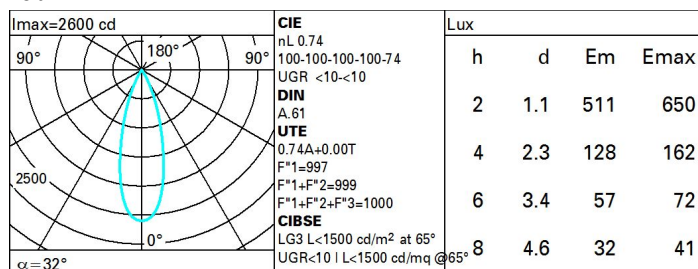 Imax=2600 cd
90°
180°
90°
2500
0°
α=32°
CIE
nL 0.74
100-100-100-100-74
UGR <10-<10
DIN
A.61
UTE
0.74A+0.00T
F"1=997
F"1+F"2=999
F"1+F"2+F"3=1000
CIBSE
LG3 L<1500 cd/m² at 65°
UGR<10 | L<1500 cd/mq @65°
Lux
h d Em Emax
2 1.1 511 650
4 2.3 128 162
6 3.4 57 72
8 4.6 32 41